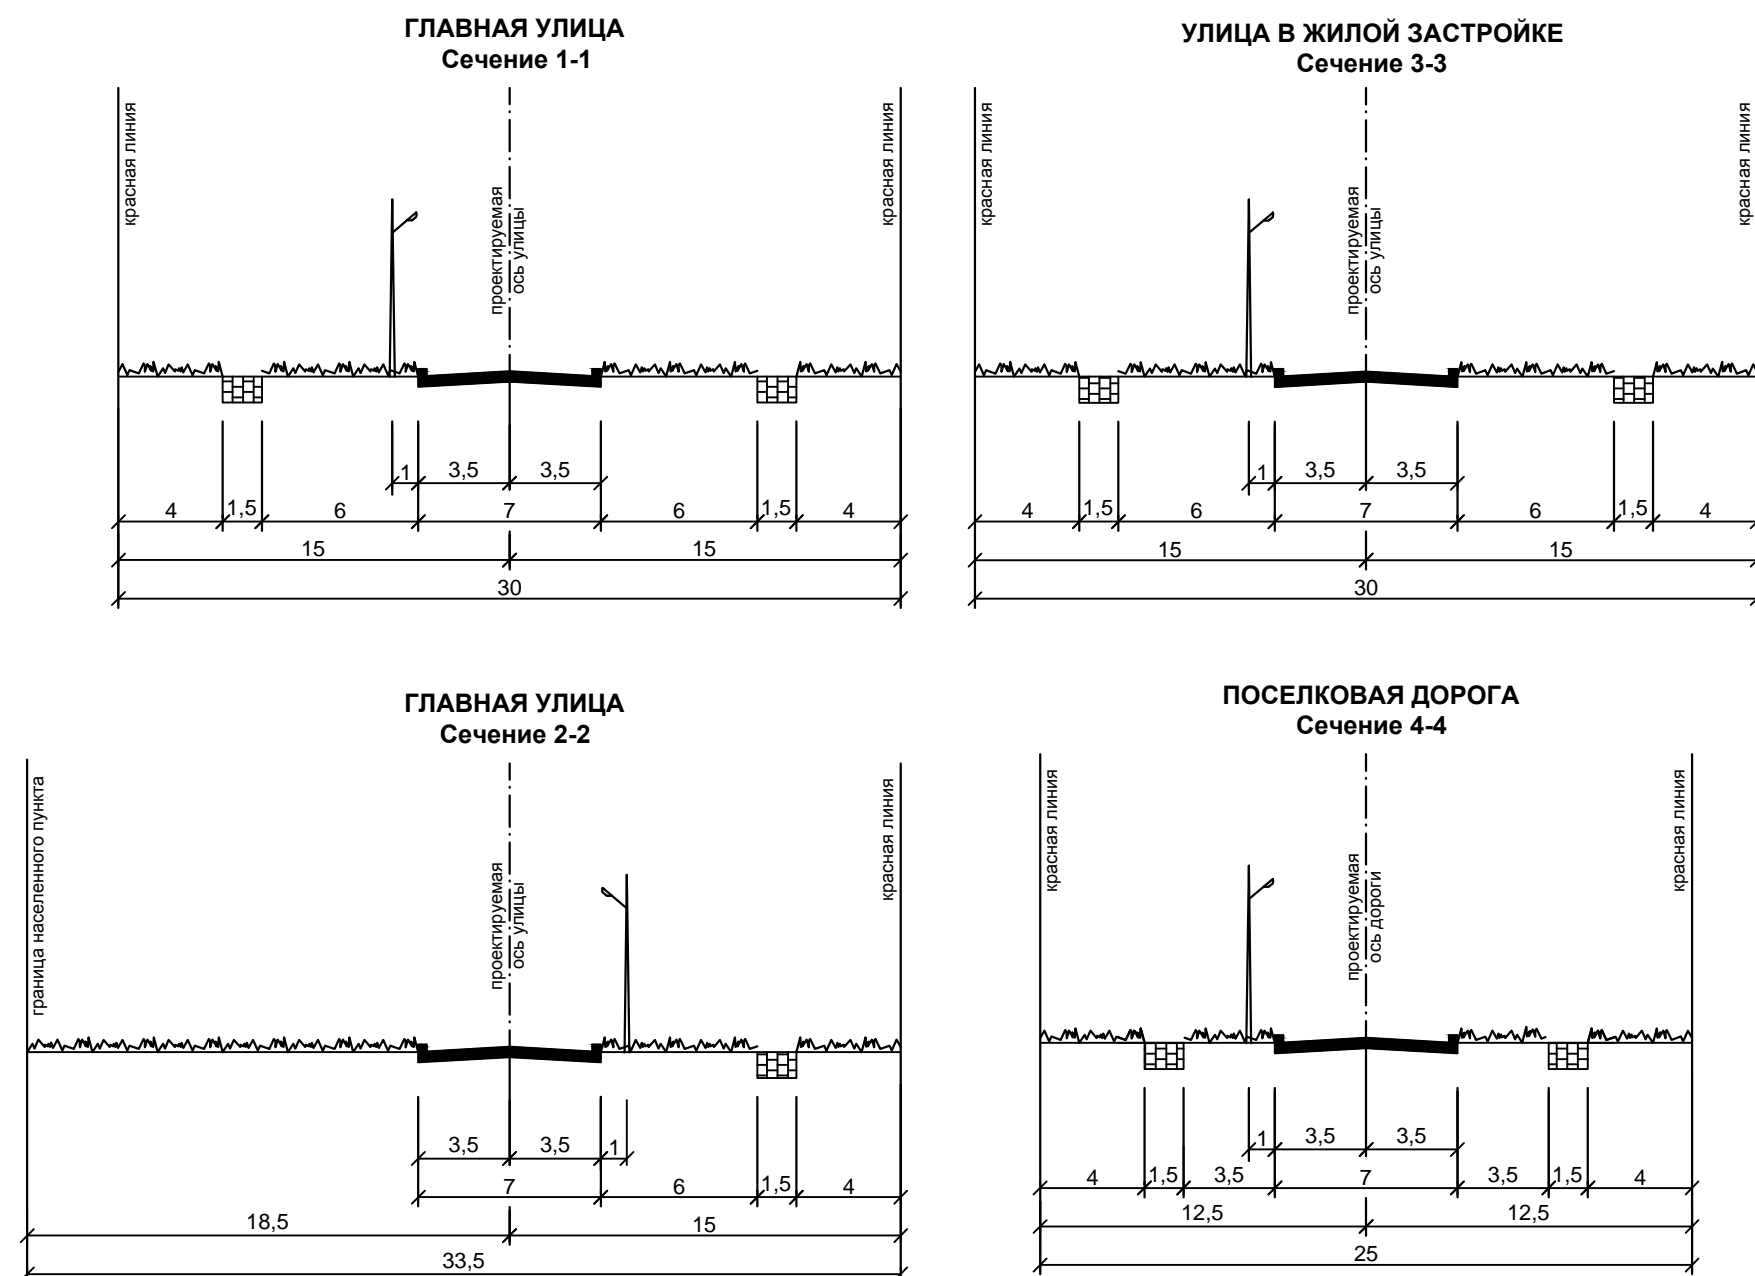 ГЛАВНАЯ УЛИЦА
Сечение 1-1
красная линия
проектируемая
ось улицы
красная линия
1
3,5
3,5
4
1,5
6
7
6
1,5
4
15
15
30
УЛИЦА В ЖИЛОЙ ЗАСТРОЙКЕ
Сечение 3-3
красная линия
проектируемая
ось улицы
красная линия
1
3,5
3,5
4
1,5
6
7
6
1,5
4
15
15
30
ГЛАВНАЯ УЛИЦА
Сечение 2-2
граница населенного пункта
проектируемая
ось улицы
красная линия
3,5
3,5
1
7
6
1,5
4
18,5
15
33,5
ПОСЕЛКОВАЯ ДОРОГА
Сечение 4-4
красная линия
проектируемая
ось дороги
красная линия
1
3,5
3,5
4
1,5
3,5
7
3,5
1,5
4
12,5
12,5
25